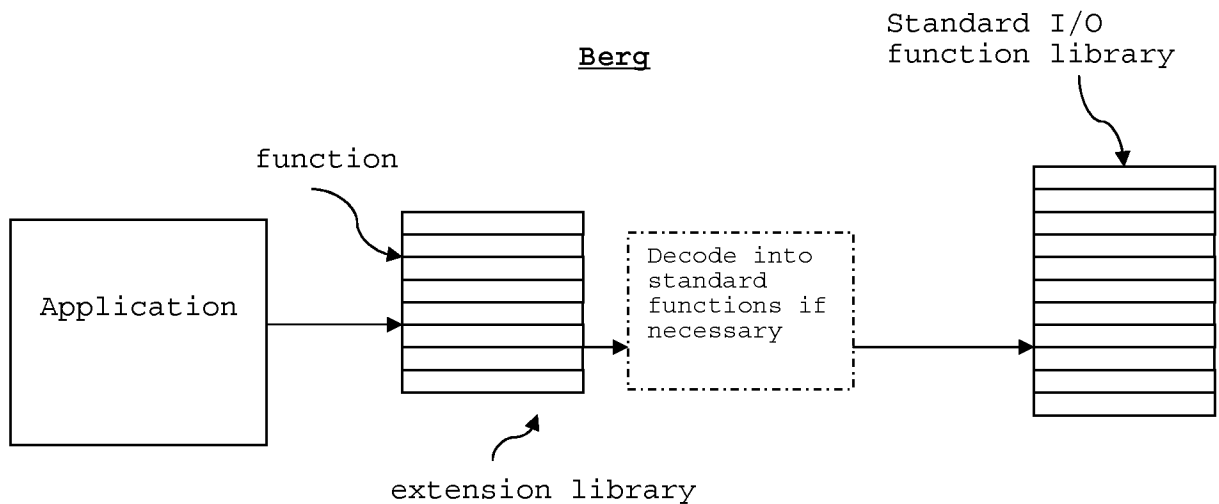 Standard I/O
function library
Berg
function
Application
Decode into
standard
functions if
necessary
extension library